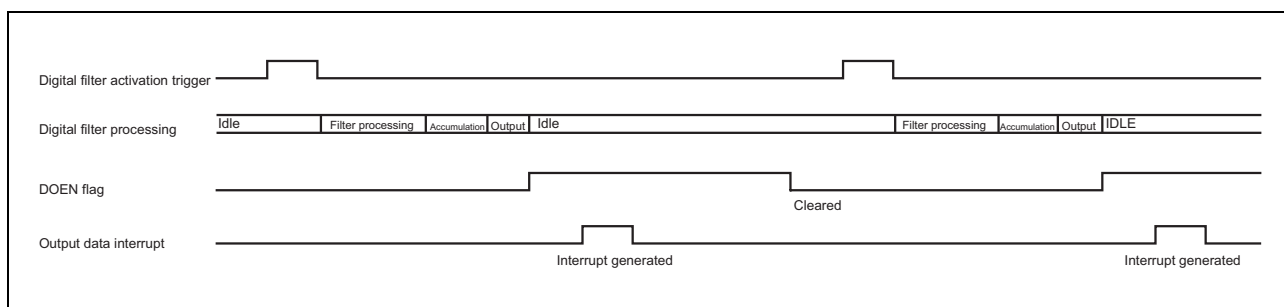 Digital filter activation trigger
Digital filter processing
Idle
Filter processing
Accumulation
Output
Idle
Filter processing
Accumulation
Output
IDLE
DOEN flag
Cleared
Output data interrupt
Interrupt generated
Interrupt generated